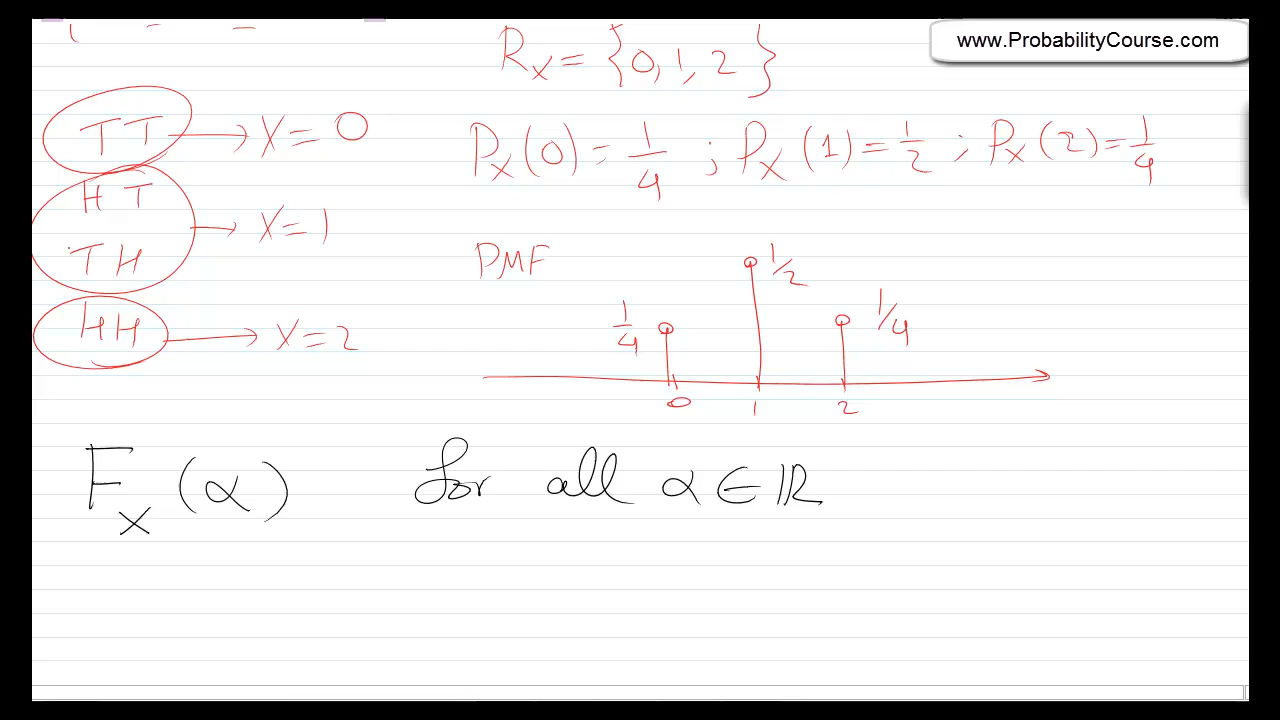 www.ProbabilityCourse.com
R_X = {0, 1, 2}
TT → X = 0
P_X(0) = 1/4 ; P_X(1) = 1/2 ; P_X(2) = 1/4
HT
TH
→ X = 1
HH → X = 2
PMF
1/4 1/2 1/4
0 1 2
F_X(α) for all α ∈ ℝ